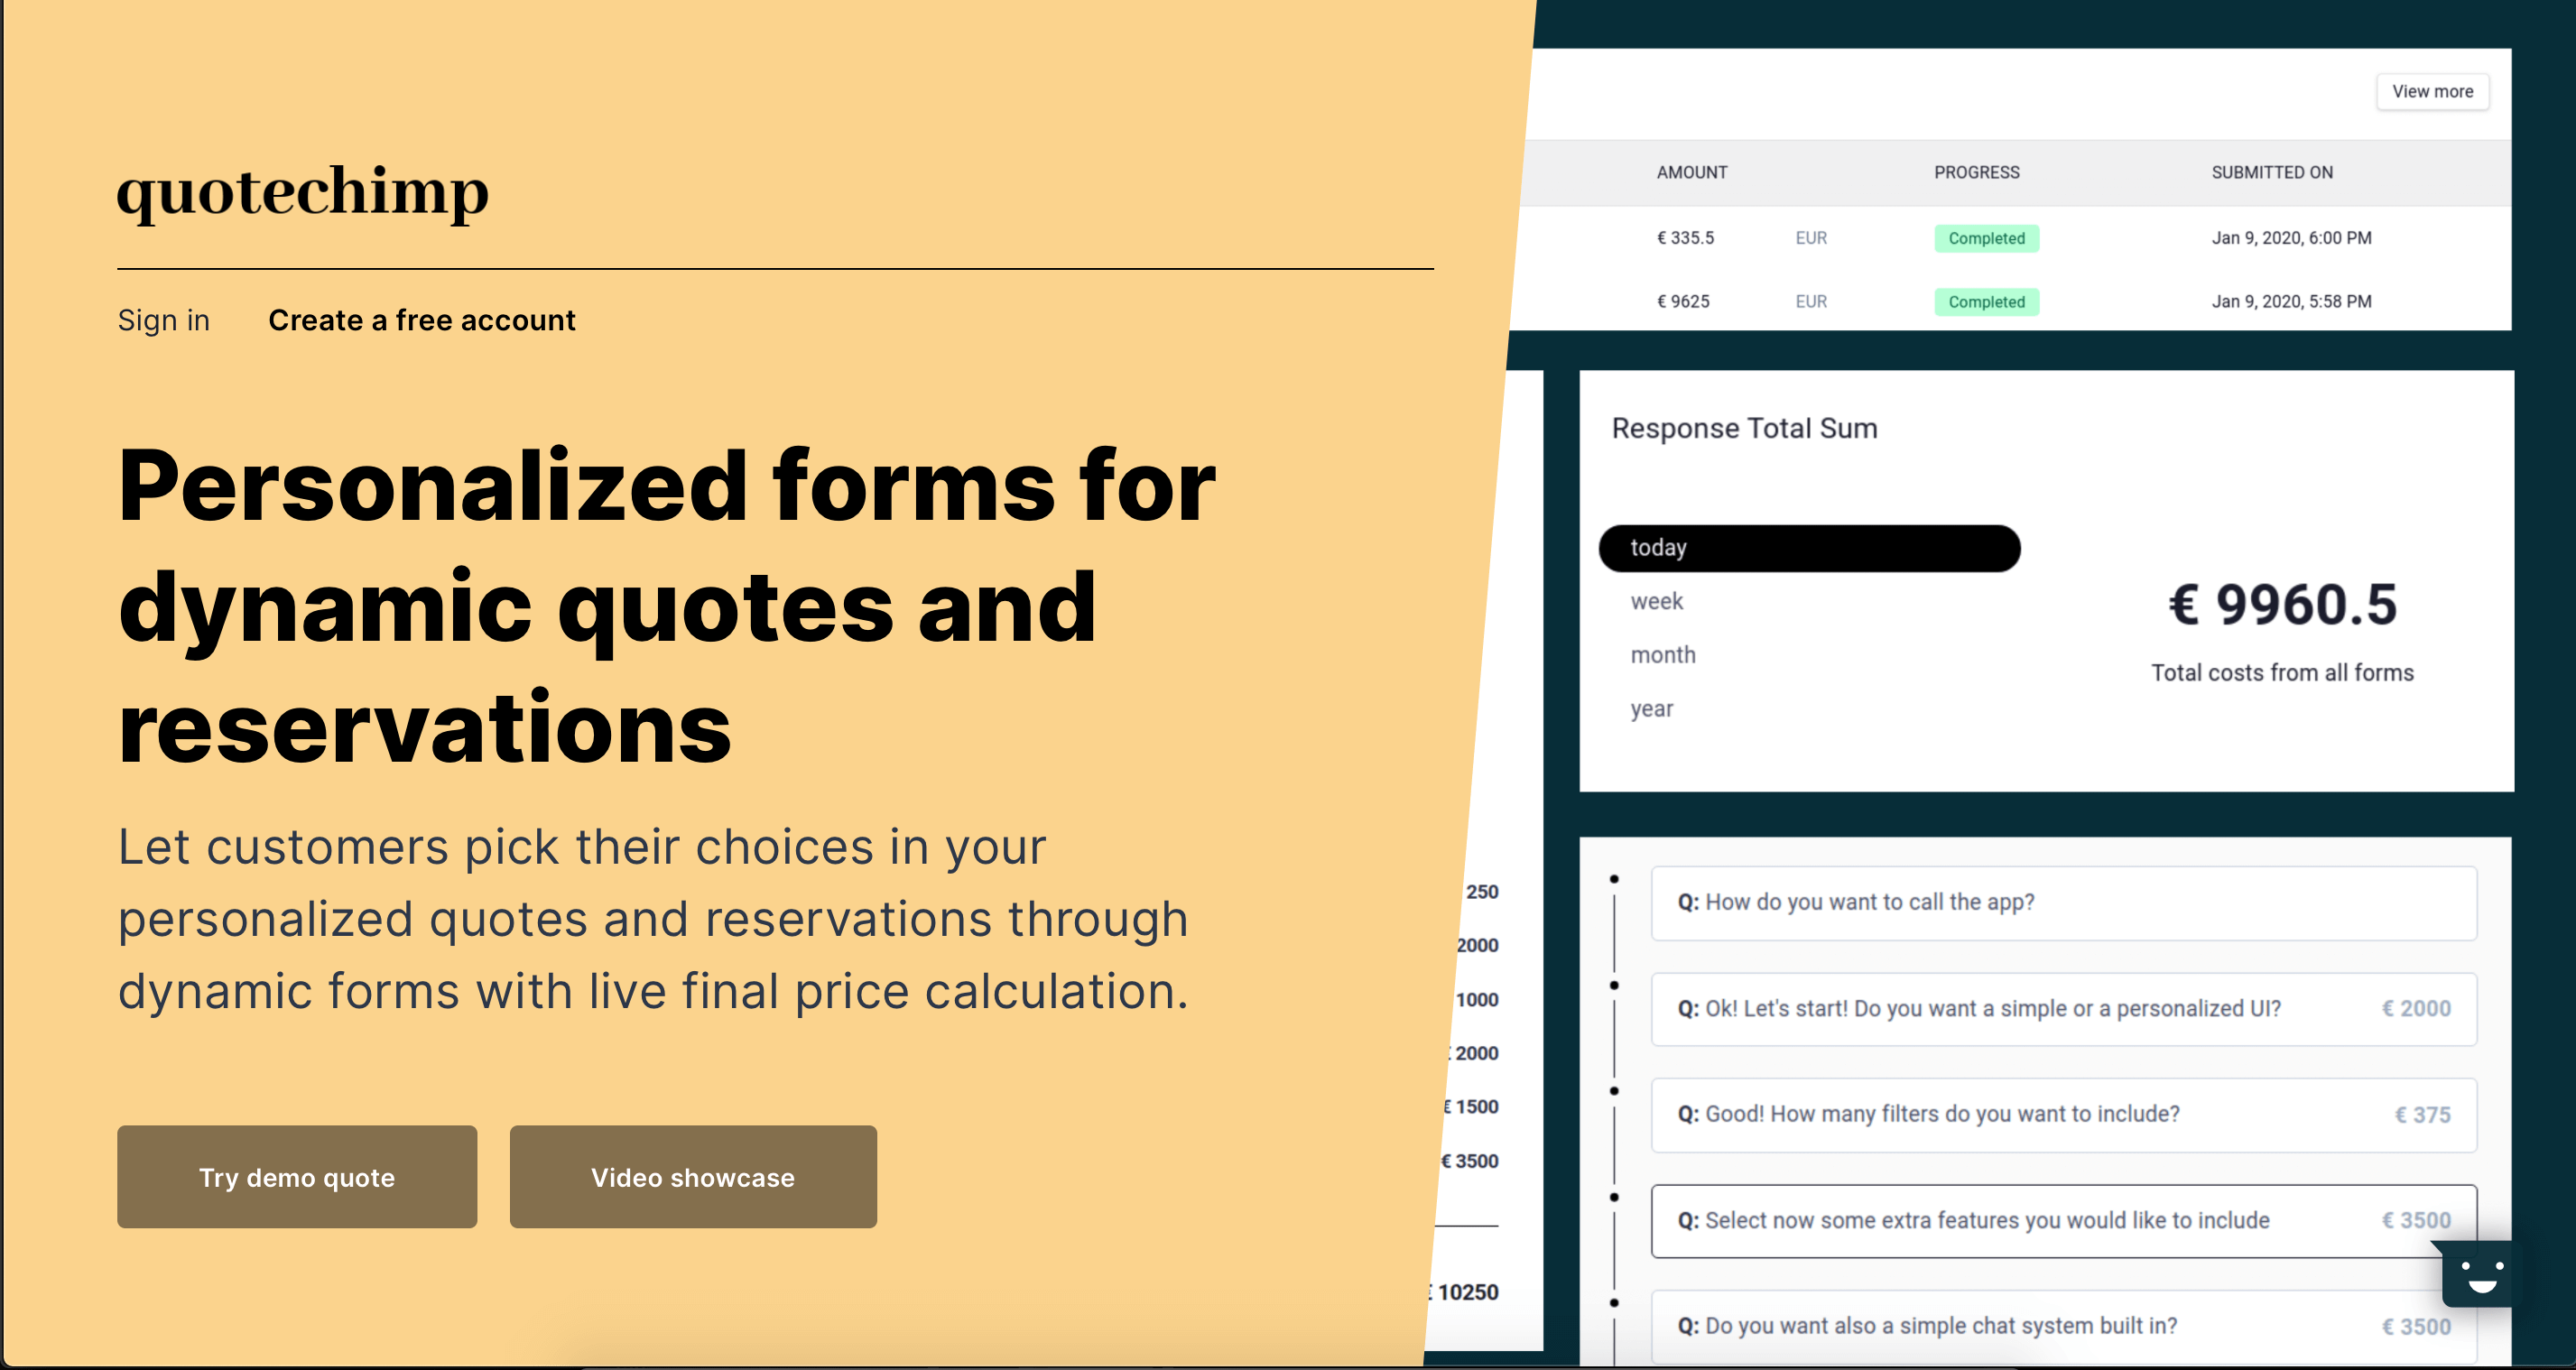 quotechimp
Sign in
Create a free account
Personalized forms for
dynamic quotes and
reservations
Let customers pick their choices in your
personalized quotes and reservations through
dynamic forms with live final price calculation.
Try demo quote
Video showcase
View more
AMOUNT PROGRESS SUBMITTED ON
€ 335.5 EUR Completed Jan 9, 2020, 6:00 PM
€ 9625 EUR Completed Jan 9, 2020, 5:58 PM
250
2000
1000
€ 2000
€ 1500
€ 3500
€ 10250
Response Total Sum
today
week
month
year
€ 9960.5
Total costs from all forms
Q: How do you want to call the app?
Q: Ok! Let's start! Do you want a simple or a personalized UI? € 2000
Q: Good! How many filters do you want to include? € 375
Q: Select now some extra features you would like to include € 3500
Q: Do you want also a simple chat system built in? € 3500